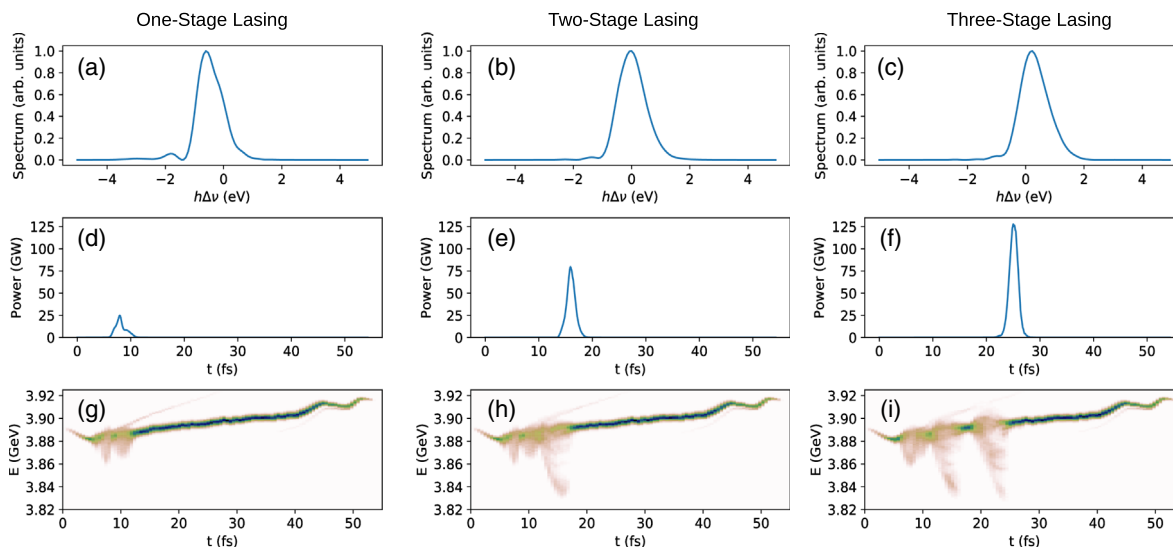 One-Stage Lasing Two-Stage Lasing Three-Stage Lasing
(a) (b) (c)
Spectrum (arb. units) Spectrum (arb. units) Spectrum (arb. units)
1.0 1.0 1.0
0.8 0.8 0.8
0.6 0.6 0.6
0.4 0.4 0.4
0.2 0.2 0.2
0.0 0.0 0.0
−4 −2 0 2 4 −4 −2 0 2 4 −4 −2 0 2 4
hΔν (eV) hΔν (eV) hΔν (eV)
(d) (e) (f)
Power (GW) Power (GW) Power (GW)
125 125 125
100 100 100
75 75 75
50 50 50
25 25 25
0 0 0
0 10 20 30 40 50 0 10 20 30 40 50 0 10 20 30 40 50
t (fs) t (fs) t (fs)
(g) (h) (i)
E (GeV) E (GeV) E (GeV)
3.92 3.92 3.92
3.90 3.90 3.90
3.88 3.88 3.88
3.86 3.86 3.86
3.84 3.84 3.84
3.82 3.82 3.82
0 10 20 30 40 50 0 10 20 30 40 50 0 10 20 30 40 50
t (fs) t (fs) t (fs)